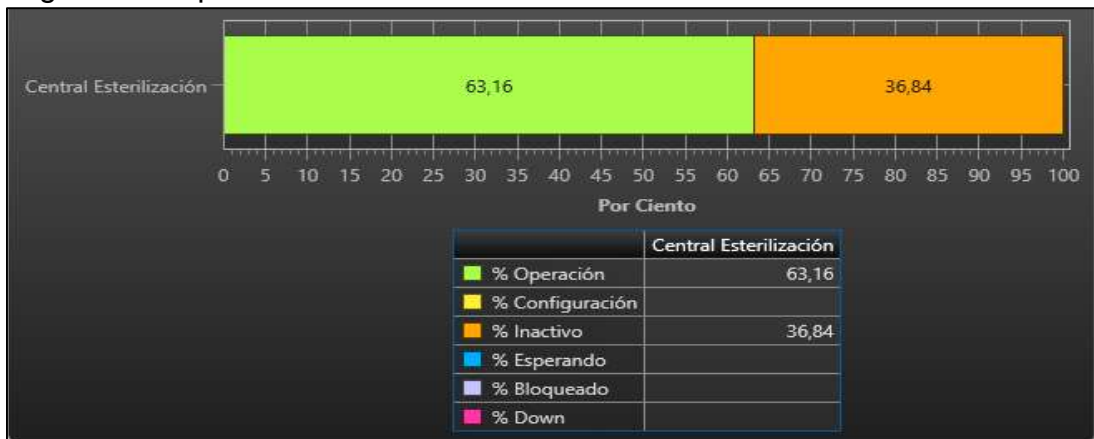 Central Esterilización
63,16
36,84
0 5 10 15 20 25 30 35 40 45 50 55 60 65 70 75 80 85 90 95 100
Por Ciento
Central Esterilización
% Operación 63,16
% Configuración
% Inactivo 36,84
% Esperando
% Bloqueado
% Down